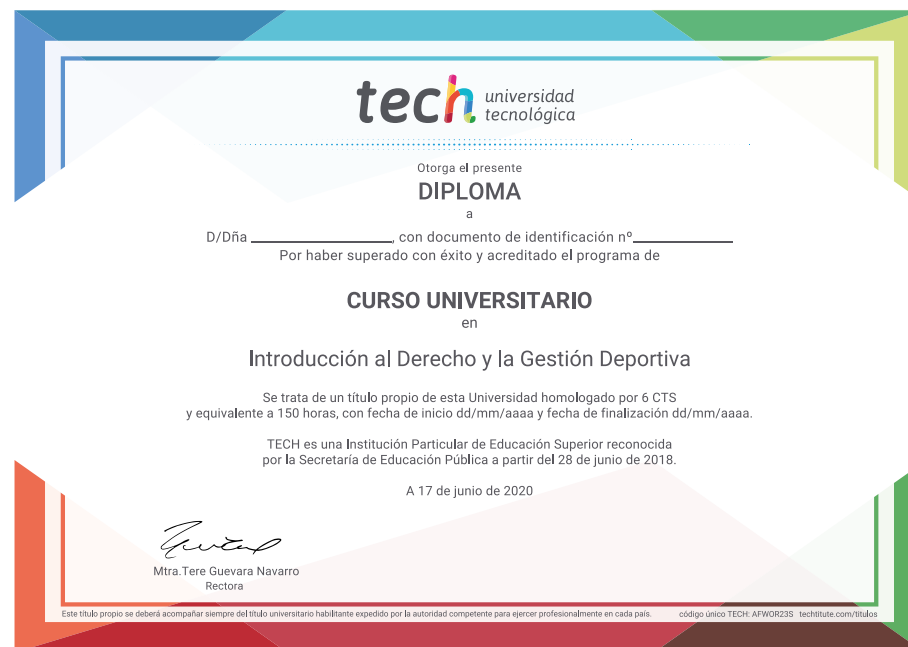 tech universidad
tecnológica
Otorga el presente
DIPLOMA
a
D/Dña ____________________, con documento de identificación nº______________
Por haber superado con éxito y acreditado el programa de
CURSO UNIVERSITARIO
en
Introducción al Derecho y la Gestión Deportiva
Se trata de un título propio de esta Universidad homologado por 6 CTS
y equivalente a 150 horas, con fecha de inicio dd/mm/aaaa y fecha de finalización dd/mm/aaaa.
TECH es una Institución Particular de Educación Superior reconocida
por la Secretaría de Educación Pública a partir del 28 de junio de 2018.
A 17 de junio de 2020
Mtra.Tere Guevara Navarro
Rectora
Este título propio se deberá acompañar siempre del título universitario habilitante expedido por la autoridad competente para ejercer profesionalmente en cada país. código único TECH: AFWOR23S techtitute.com/titulos